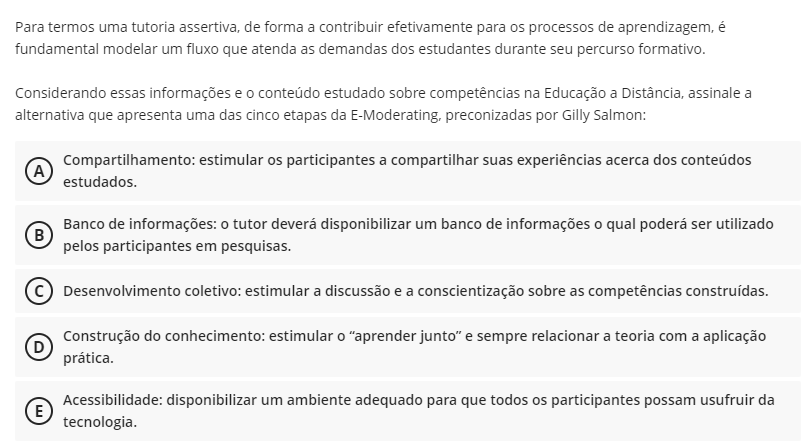 Para termos uma tutoria assertiva, de forma a contribuir efetivamente para os processos de aprendizagem, é
fundamental modelar um fluxo que atenda as demandas dos estudantes durante seu percurso formativo.
Considerando essas informações e o conteúdo estudado sobre competências na Educação a Distância, assinale a
alternativa que apresenta uma das cinco etapas da E-Moderating, preconizadas por Gilly Salmon:
A Compartilhamento: estimular os participantes a compartilhar suas experiências acerca dos conteúdos
estudados.
B Banco de informações: o tutor deverá disponibilizar um banco de informações o qual poderá ser utilizado
pelos participantes em pesquisas.
C Desenvolvimento coletivo: estimular a discussão e a conscientização sobre as competências construídas.
D Construção do conhecimento: estimular o “aprender junto” e sempre relacionar a teoria com a aplicação
prática.
E Acessibilidade: disponibilizar um ambiente adequado para que todos os participantes possam usufruir da
tecnologia.